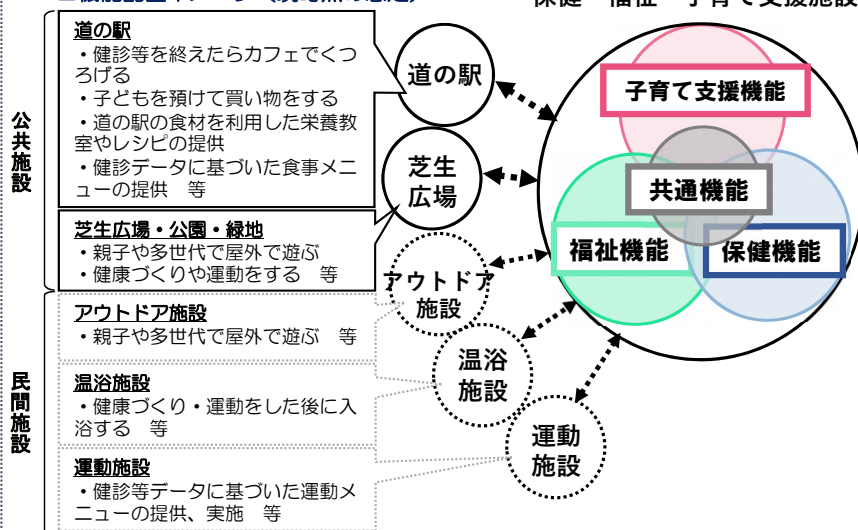 保健・福祉・子育て支援施設
公共施設
道の駅
・健診等を終えたらカフェでくつ
ろげる
・子どもを預けて買い物をする
・道の駅の食材を利用した栄養教
室やレシピの提供
・健診データに基づいた食事メニ
ューの提供　等
芝生広場・公園・緑地
・親子や多世代で屋外で遊ぶ
・健康づくりや運動をする　等
民間施設
アウトドア施設
・親子や多世代で屋外で遊ぶ　等
温浴施設
・健康づくり・運動をした後に入
浴する　等
運動施設
・健診等データに基づいた運動メ
ニューの提供、実施　等
道の駅
芝生
広場
アウトドア
施設
温浴
施設
運動
施設
子育て支援機能
共通機能
福祉機能
保健機能